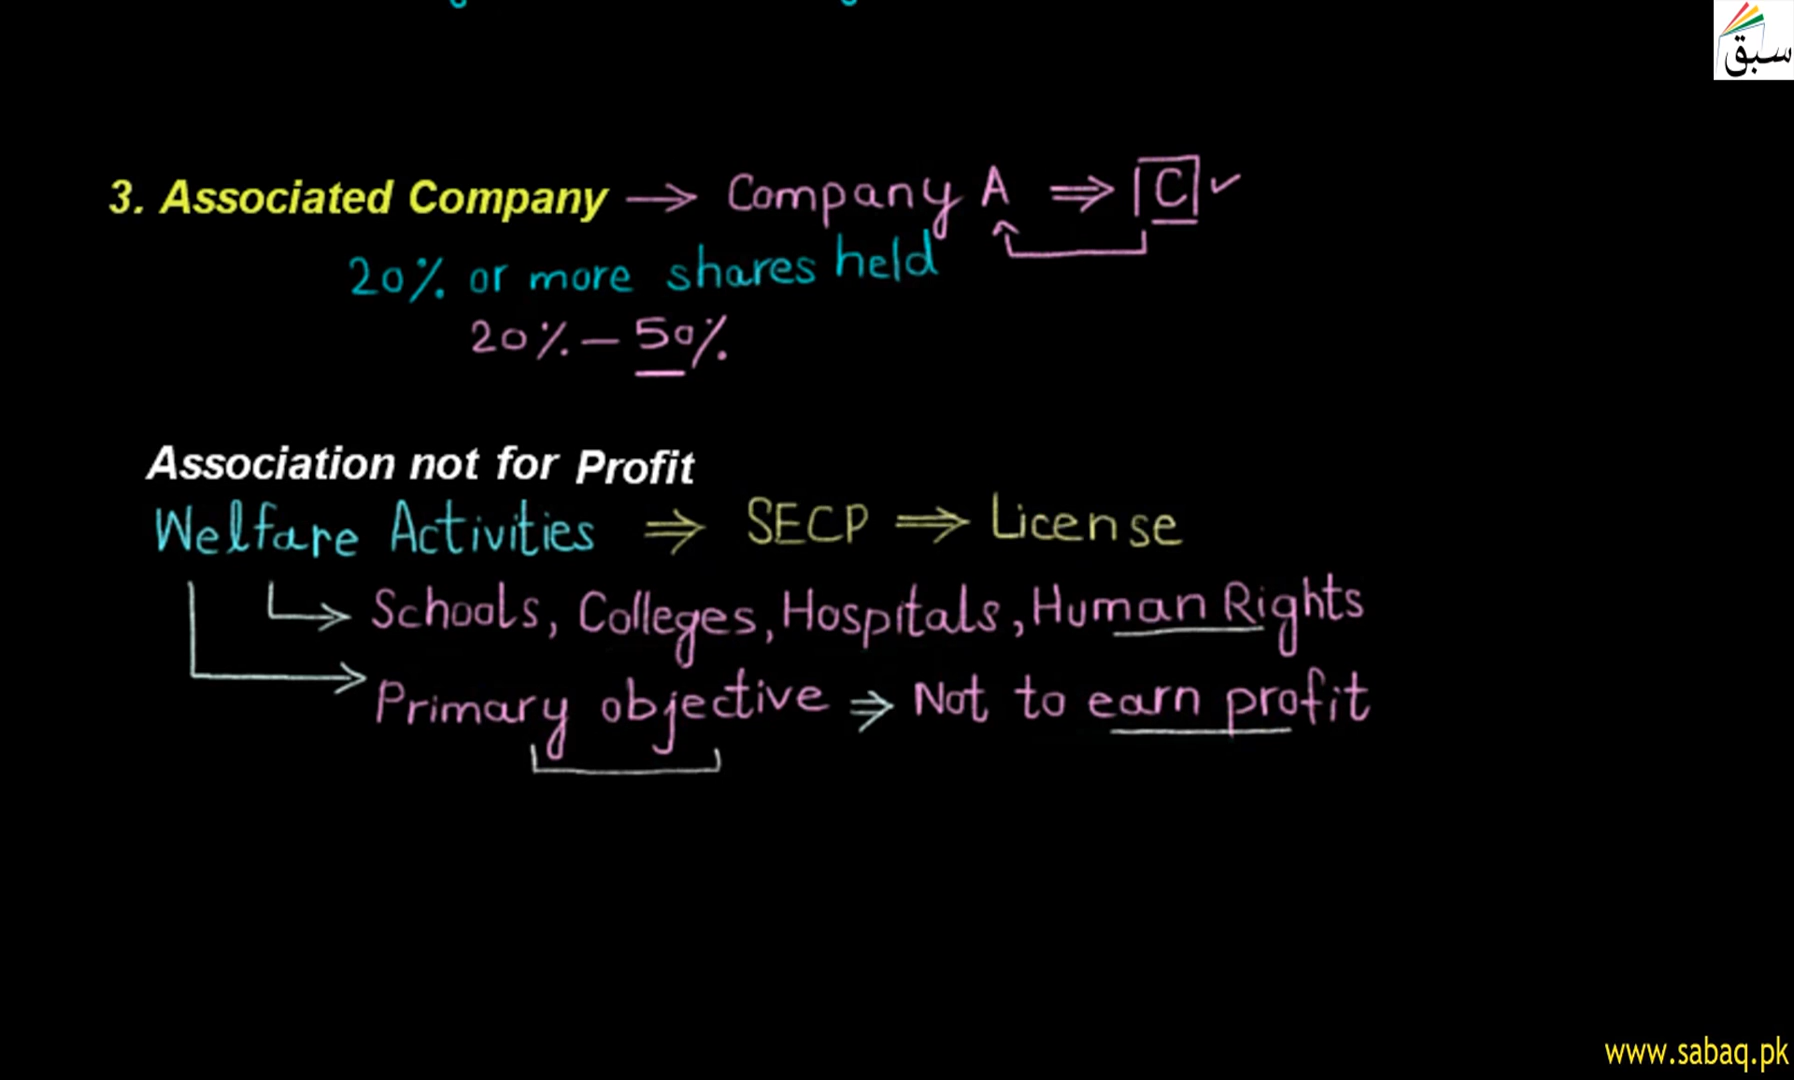 سبق
3. Associated Company → Company A ⇒ C ✓
20% or more shares held
20% – 50%
Association not for Profit
Welfare Activities ⇒ SECP ⇒ License
Schools, Colleges, Hospitals, Human Rights
Primary objective ⇒ Not to earn profit
www.sabaq.pk